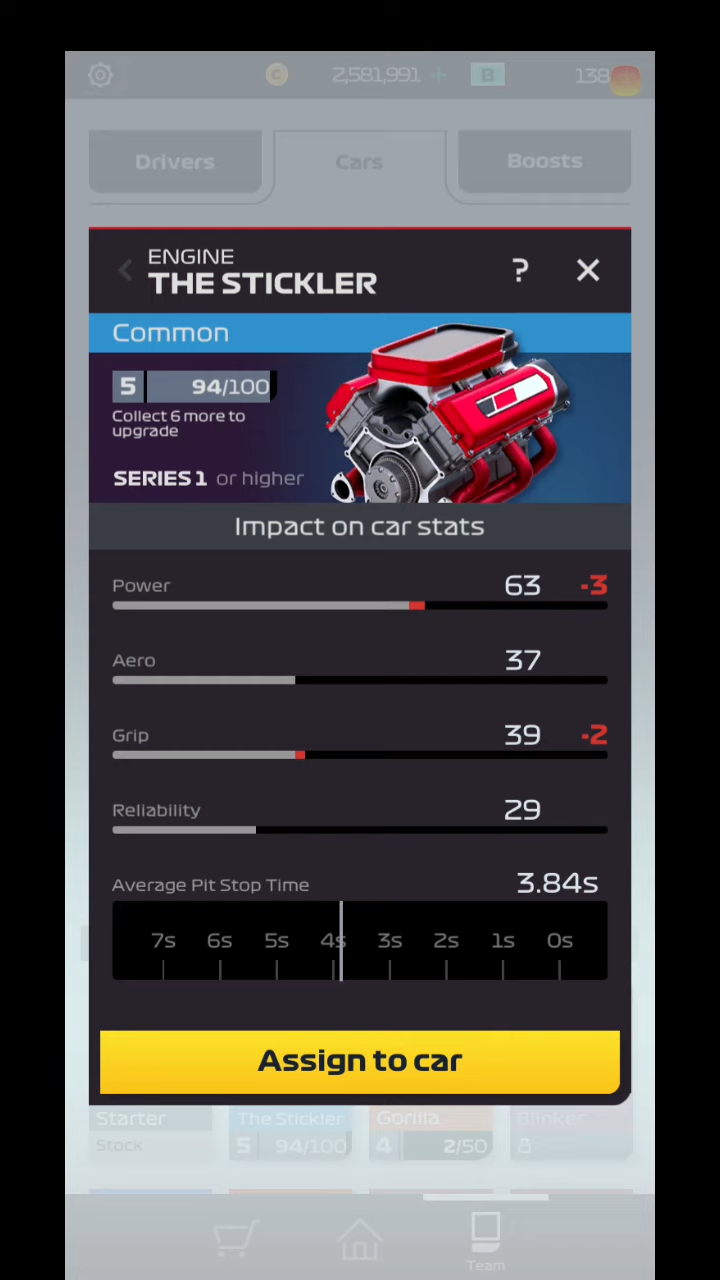 C 2,581,991 + B 138
Drivers Cars Boosts
ENGINE
THE STICKLER
?
Common
5 94/100
Collect 6 more to
upgrade
SERIES 1 or higher
Impact on car stats
Power 63 -3
Aero 37
Grip 39 -2
Reliability 29
Average Pit Stop Time 3.84s
7s 6s 5s 4s 3s 2s 1s 0s
Assign to car
Starter The Stickler Gorilla Blinker
Stock 5 94/100 4 2/50
Team